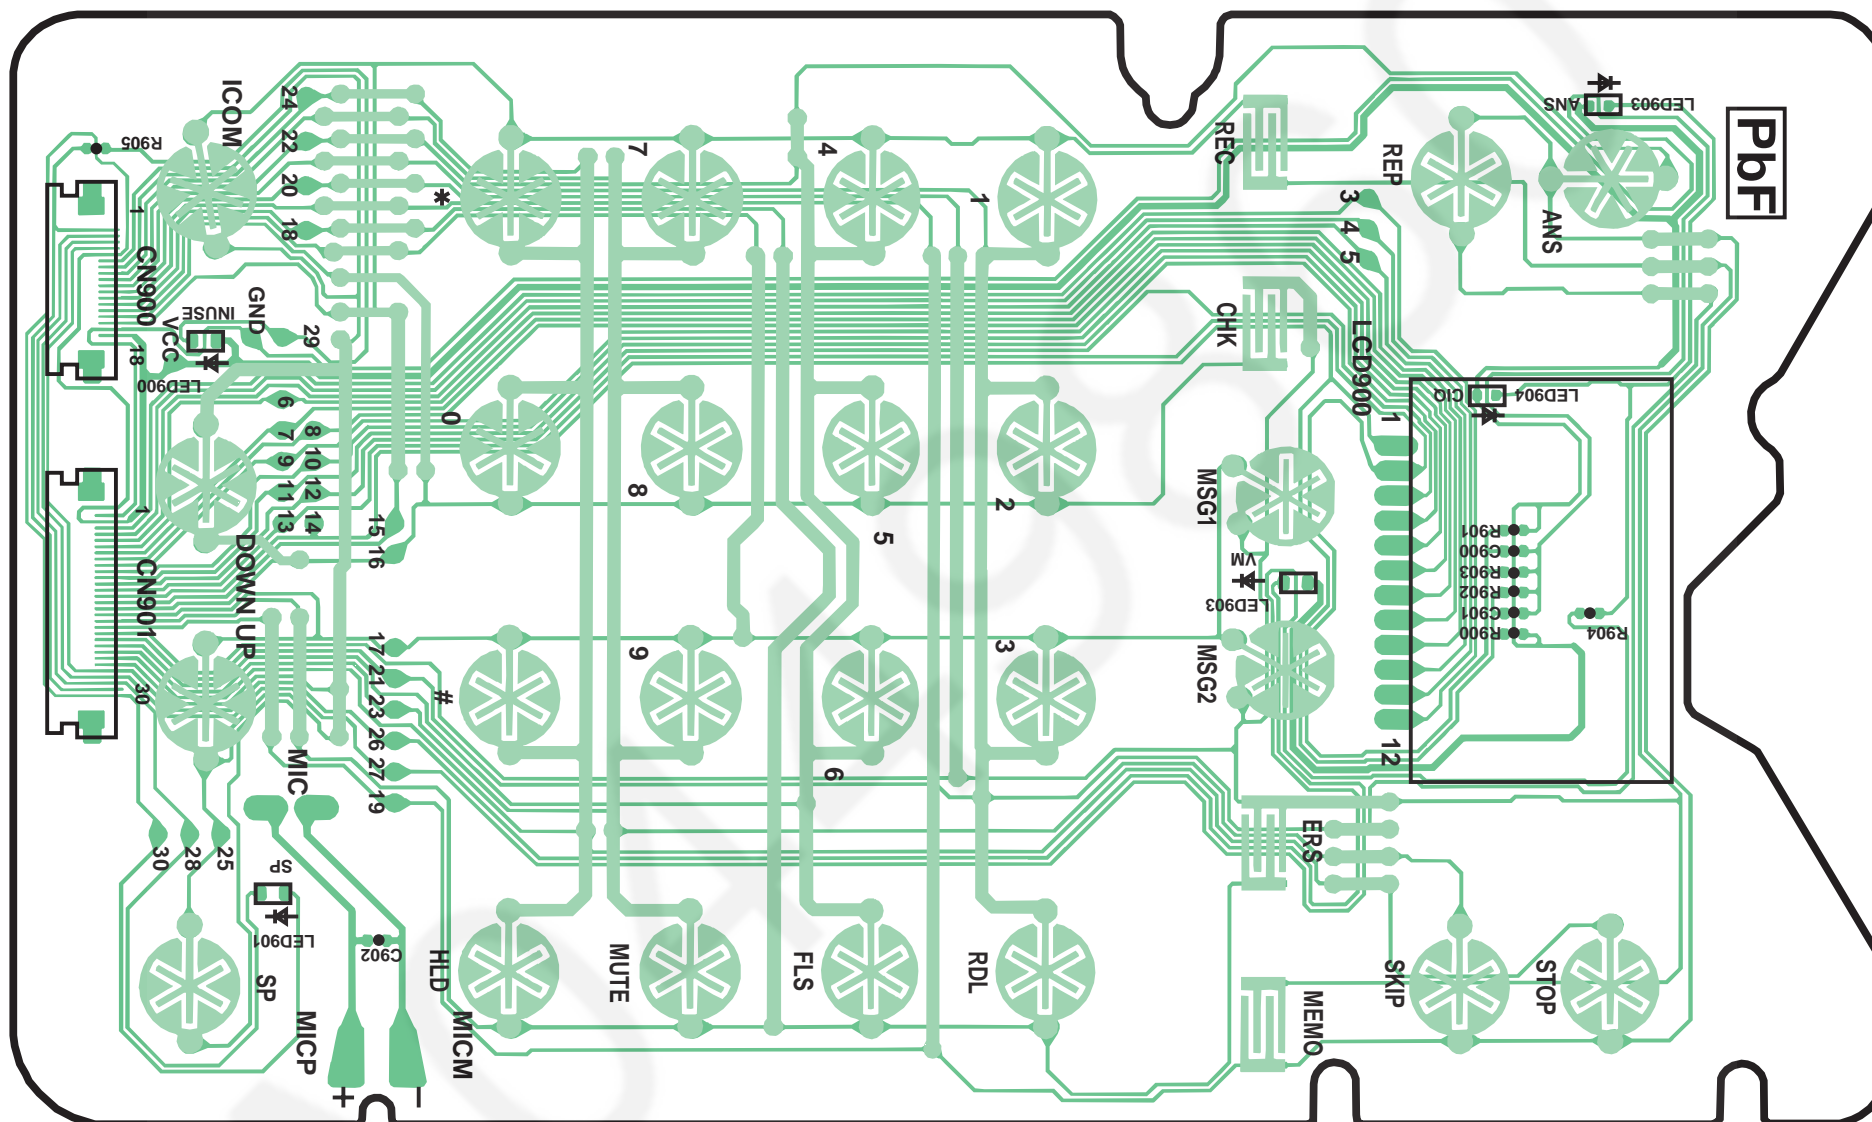 ICOM
24
22
20
18
R905
1
CN900
18
VCC
INUSE
GND
29
LED900
6
7
8
9
10
11
12
13
14
15
16
1
CN901
30
DOWN
UP
17
21
23
26
27
19
MIC
30
28
25
SP
LED901
SP
C902
MICP
MICM
+
−
*
7
4
1
0
8
5
2
#
9
6
3
HLD
MUTE
FLS
RDL
REC
REP
ANS
LED903
ANS
PbF
3
4
5
CHK
LCD900
1
12
CIQ
LED904
MSG1
VM
LED903
MSG2
R901
C900
R903
R902
C901
R900
R904
ERS
MEMO
SKIP
STOP